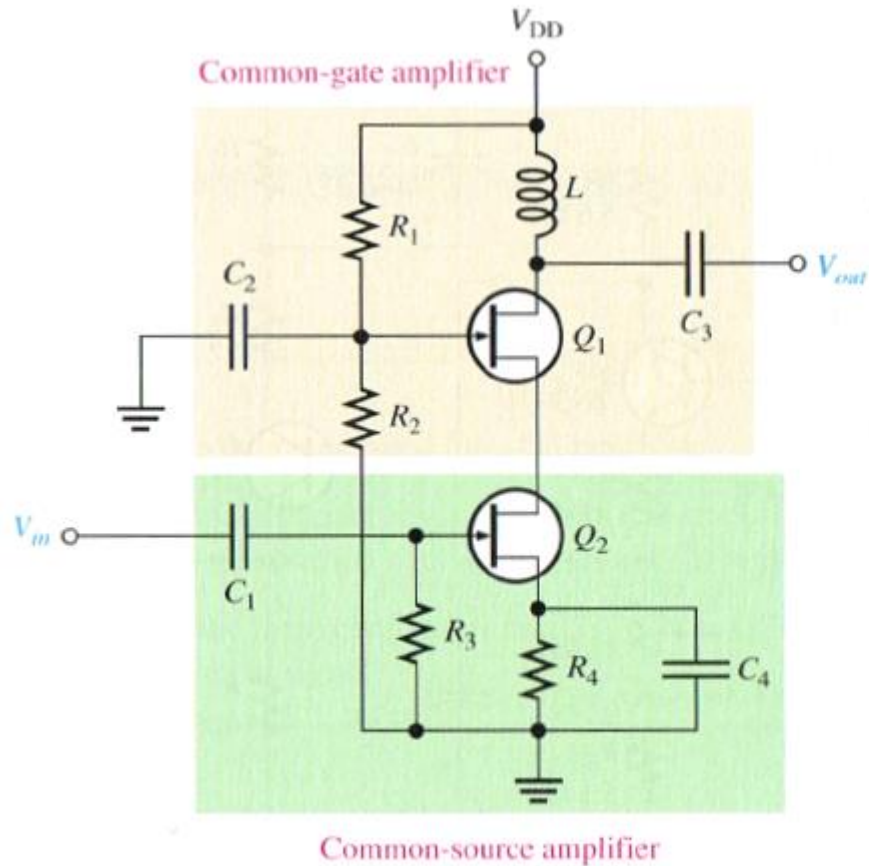 V_DD
Common-gate amplifier
L
R_1
C_2
V_out
C_3
Q_1
R_2
V_in
Q_2
C_1
R_3
R_4
C_4
Common-source amplifier